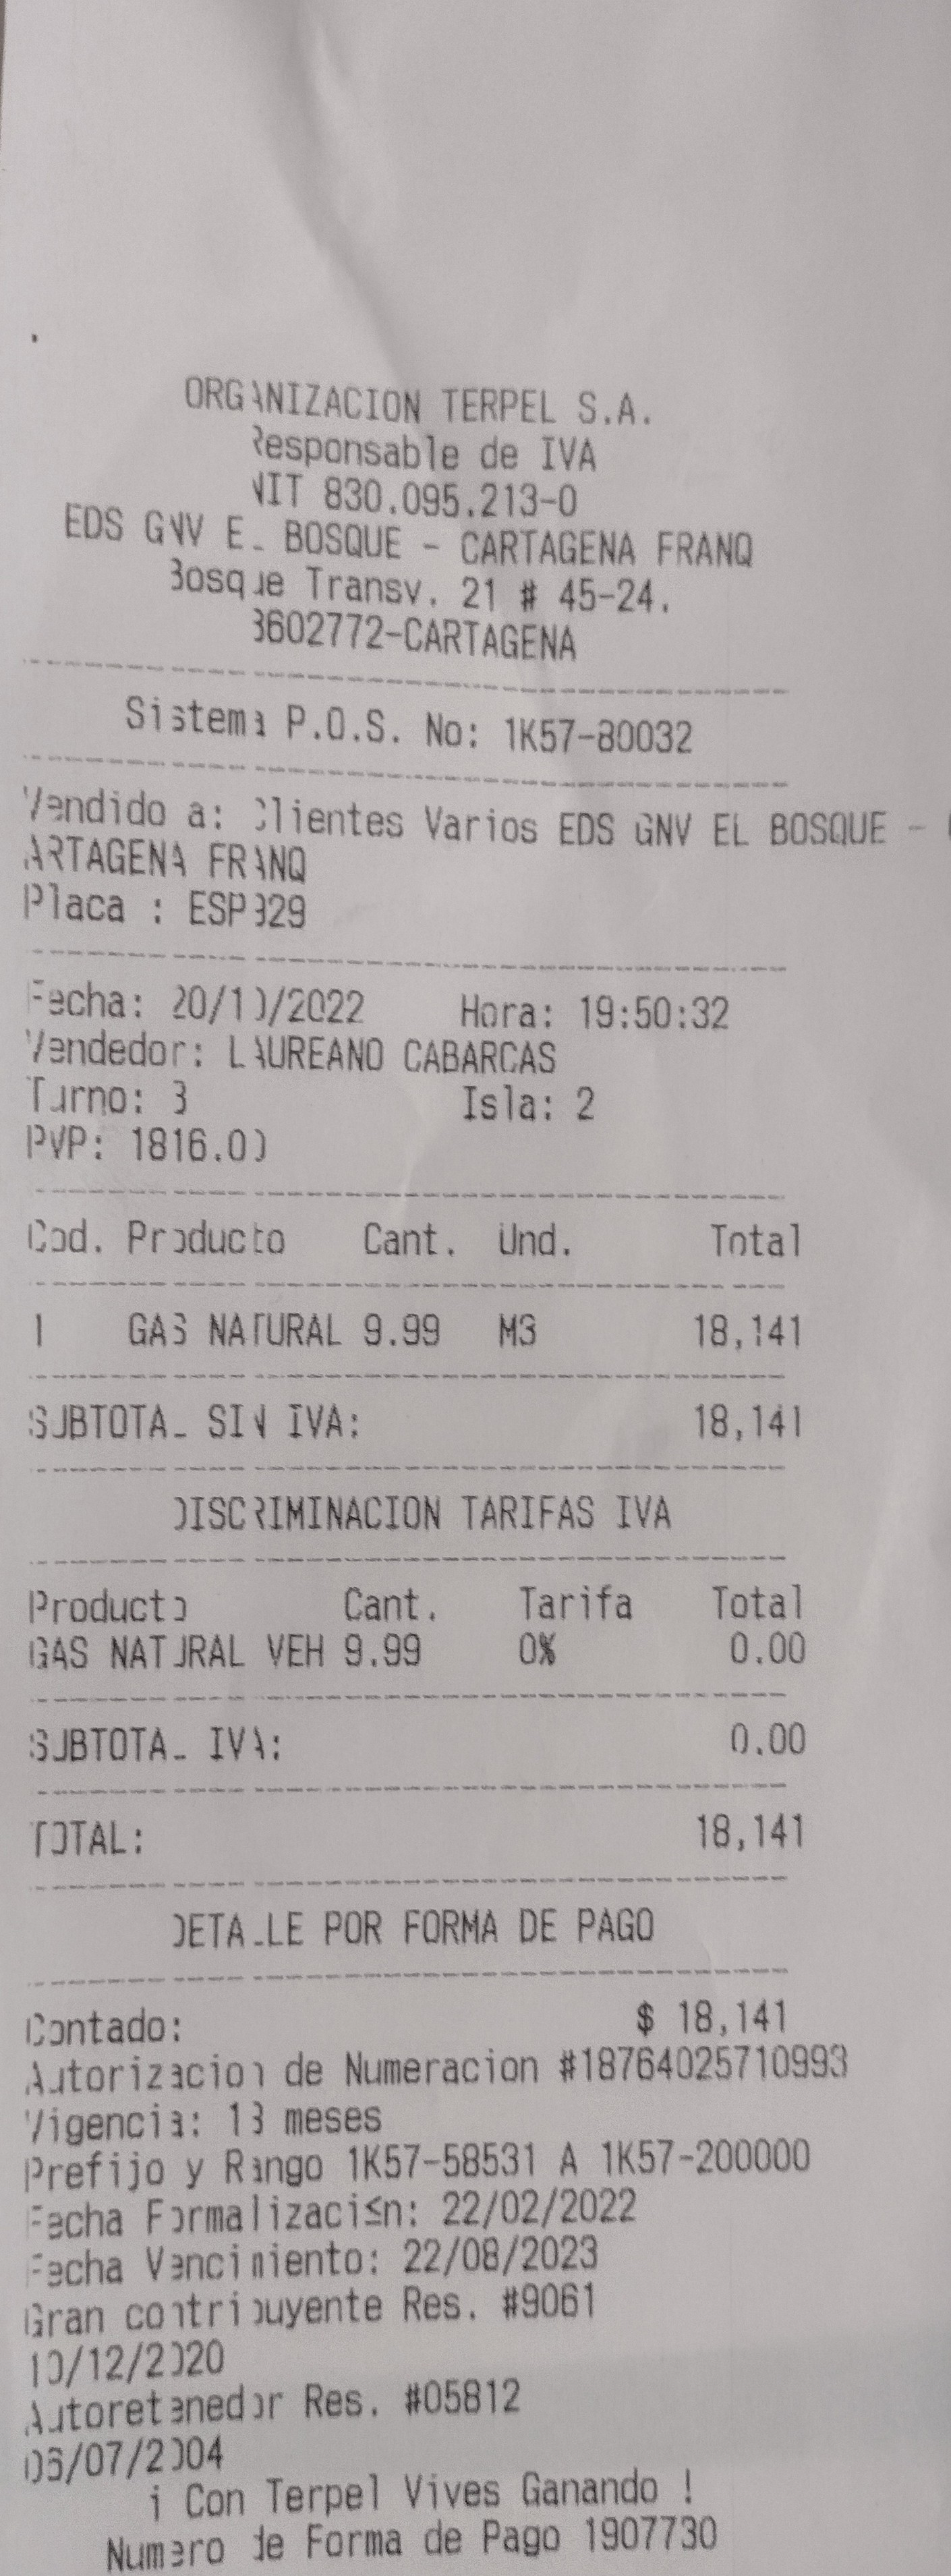 ORGANIZACION TERPEL S.A.
Responsable de IVA
NIT 830.095.213-0
EDS GNV EL BOSQUE - CARTAGENA FRANQ
Bosque Transv. 21 # 45-24.
3602772-CARTAGENA
Sistema P.O.S. No: 1K57-80032
Vendido a: Clientes Varios EDS GNV EL BOSQUE -
ARTAGENA FRANQ
Placa :
Fecha: 20/10/2022 Hora: 19:50:32
Vendedor: LAUREANO CABARCAS
Turno: 3 Isla: 2
PVP: 1816.00
Cod. Producto Cant. Und. Total
1 GAS NATURAL 9.99 M3 18,141
SUBTOTAL SIN IVA: 18,141
DISCRIMINACION TARIFAS IVA
Producto Cant. Tarifa Total
GAS NATURAL VEH 9.99 0% 0.00
SUBTOTAL IVA: 0.00
TOTAL: 18,141
DETALLE POR FORMA DE PAGO
Contado: $ 18,141
Autorizacion de Numeracion #18764025710993
Vigencia: 18 meses
Prefijo y Rango 1K57-58531 A 1K57-200000
Fecha Formalizaci≤n: 22/02/2022
Fecha Vencimiento: 22/08/2023
Gran contribuyente Res. #9061
10/12/2020
Autoretenedor Res. #05812
06/07/2004
¡ Con Terpel Vives Ganando !
Numero de Forma de Pago 1907730